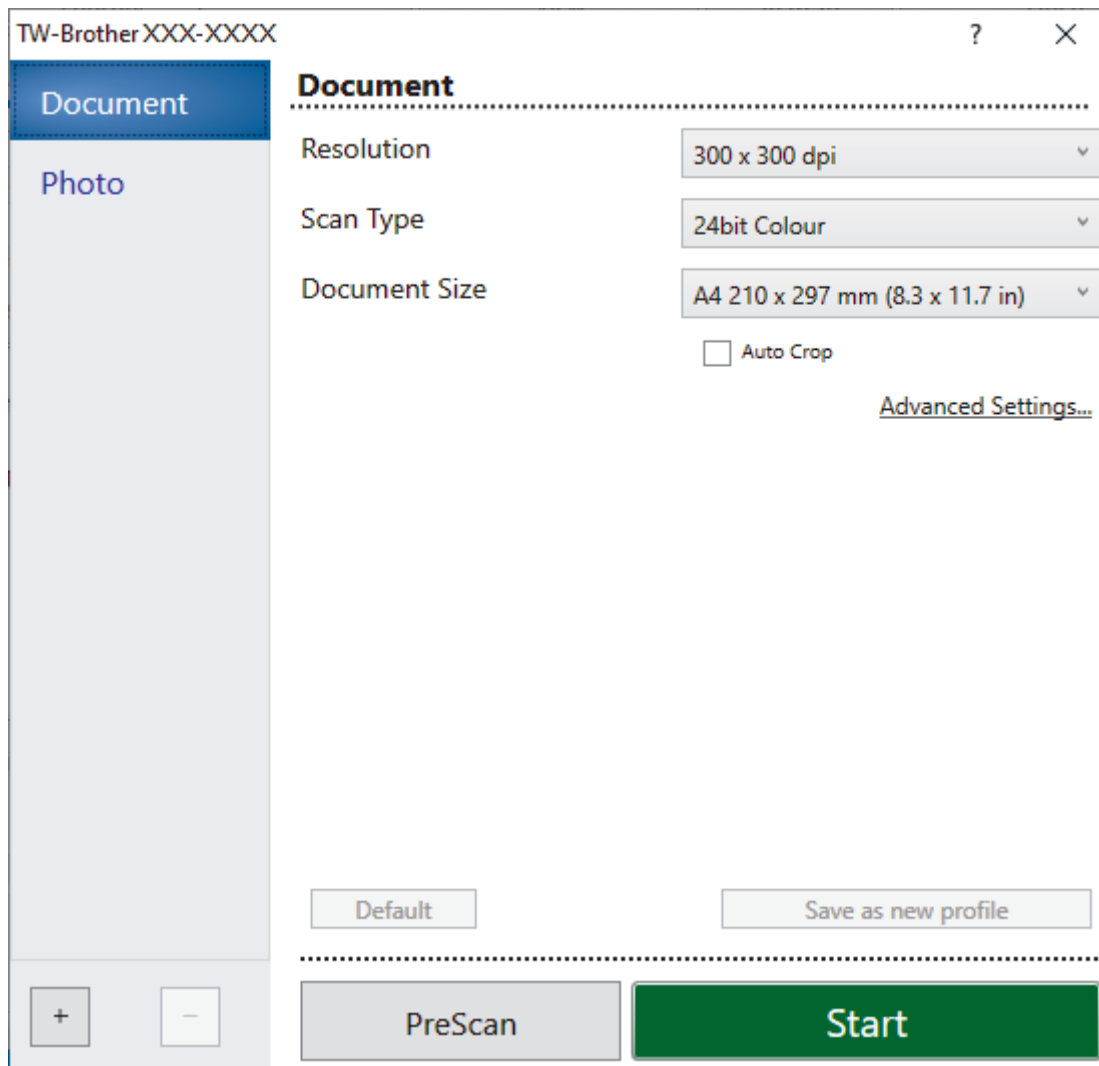 TW-Brother XXX-XXXX ?
Document
Photo
Document
Resolution 300 x 300 dpi
Scan Type 24bit Colour
Document Size A4 210 x 297 mm (8.3 x 11.7 in)
Auto Crop
Advanced Settings...
Default Save as new profile
+ − PreScan Start